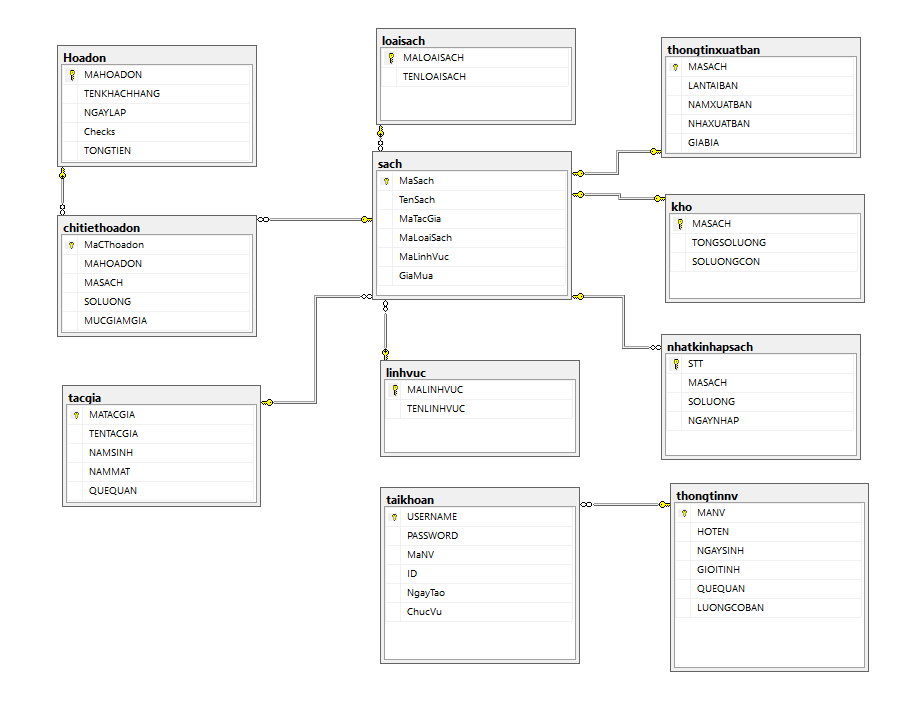 Hoadon
MAHOADON
TENKHACHHANG
NGAYLAP
Checks
TONGTIEN
loaisach
MALOAISACH
TENLOAISACH
thongtinxuatban
MASACH
LANTAIBAN
NAMXUATBAN
NHAXUATBAN
GIABIA
sach
MaSach
TenSach
MaTacGia
MaLoaiSach
MaLinhVuc
GiaMua
kho
MASACH
TONGSOLUONG
SOLUONGCON
chitiethoadon
MaCThoadon
MAHOADON
MASACH
SOLUONG
MUCGIAMGIA
nhatkinhapsach
STT
MASACH
SOLUONG
NGAYNHAP
linhvuc
MALINHVUC
TENLINHVUC
tacgia
MATACGIA
TENTACGIA
NAMSINH
NAMMAT
QUEQUAN
taikhoan
USERNAME
PASSWORD
MaNV
ID
NgayTao
ChucVu
thongtinnv
MANV
HOTEN
NGAYSINH
GIOITINH
QUEQUAN
LUONGCOBAN